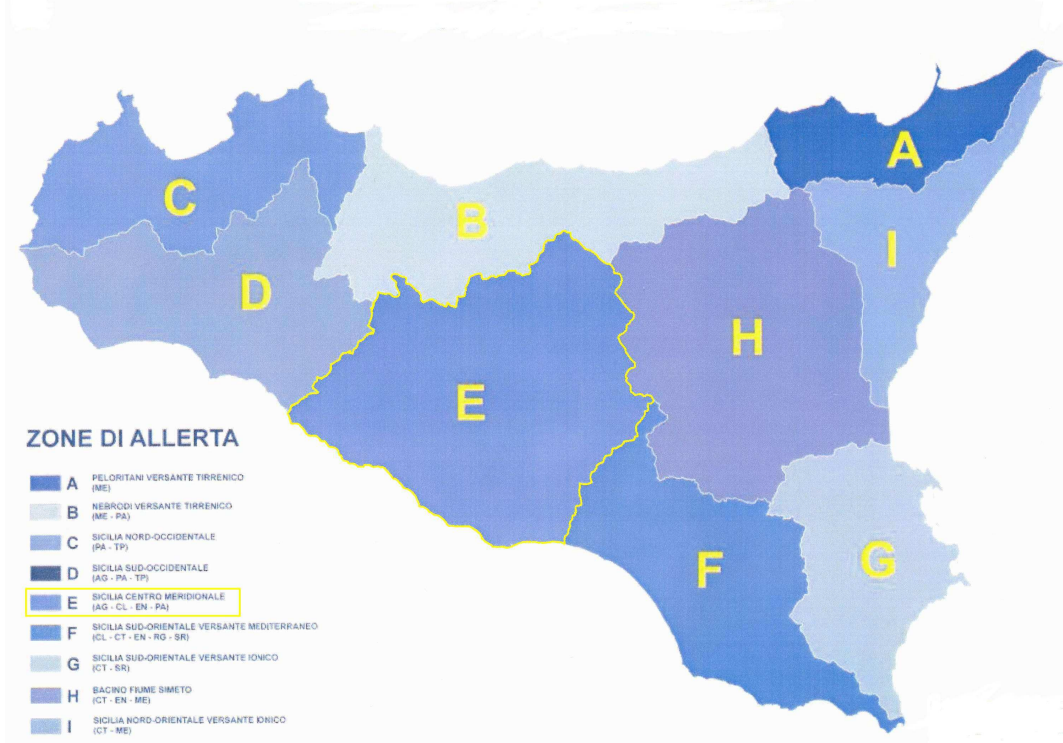 A
C
B
I
D
H
E
F
G
ZONE DI ALLERTA
A PELORITANI VERSANTE TIRRENICO
(ME)
B NEBRODI VERSANTE TIRRENICO
(ME - PA)
C SICILIA NORD-OCCIDENTALE
(PA - TP)
D SICILIA SUD-OCCIDENTALE
(AG - PA - TP)
E SICILIA CENTRO MERIDIONALE
(AG - CL - EN - PA)
F SICILIA SUD-ORIENTALE VERSANTE MEDITERRANEO
(CL - CT - EN - RG - SR)
G SICILIA SUD-ORIENTALE VERSANTE IONICO
(CT - SR)
H BACINO FIUME SIMETO
(CT - EN - ME)
I SICILIA NORD-ORIENTALE VERSANTE IONICO
(CT - ME)